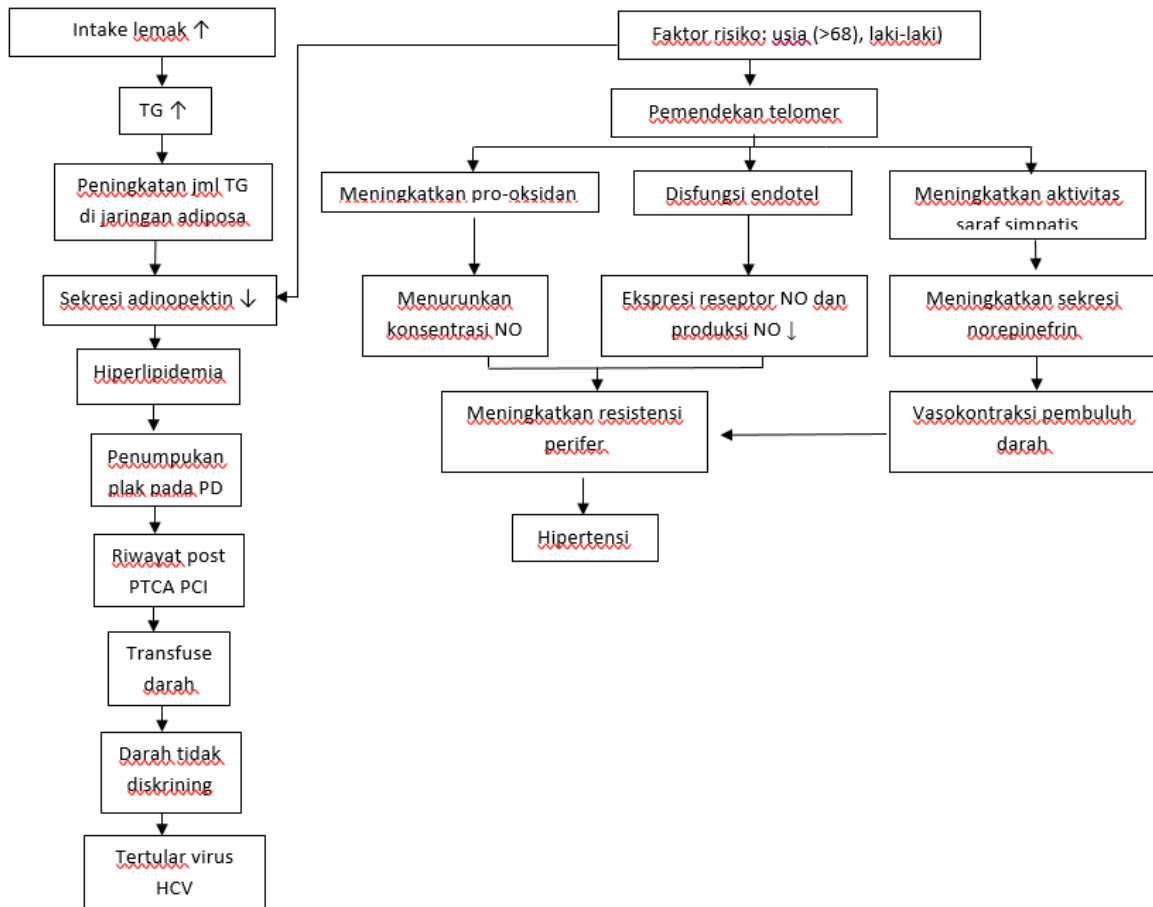 Intake lemak ↑
TG ↑
Peningkatan jml TG
di jaringan adiposa
Sekresi adinopektin ↓
Hiperlipidemia
Penumpukan
plak pada PD
Riwayat post
PTCA PCI
Transfuse
darah
Darah tidak
diskrining
Tertular virus
HCV
Faktor risiko: usia (>68), laki-laki)
Pemendekan telomer
Meningkatkan pro-oksidan
Menurunkan
konsentrasi NO
Disfungsi endotel
Ekspresi reseptor NO dan
produksi NO ↓
Meningkatkan aktivitas
saraf simpatis
Meningkatkan sekresi
norepinefrin
Vasokontraksi pembuluh
darah
Meningkatkan resistensi
perifer
Hipertensi